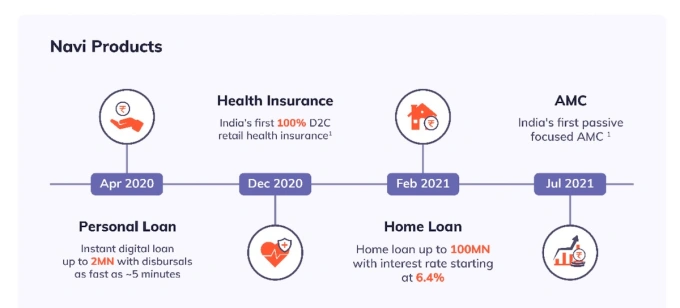 Navi Products
Health Insurance
India's first 100% D2C
retail health insurance¹
AMC
India's first passive
focused AMC ¹
Apr 2020
Dec 2020
Feb 2021
Jul 2021
Personal Loan
Instant digital loan
up to 2MN with disbursals
as fast as ~5 minutes
Home Loan
Home loan up to 100MN
with interest rate starting
at 6.4%